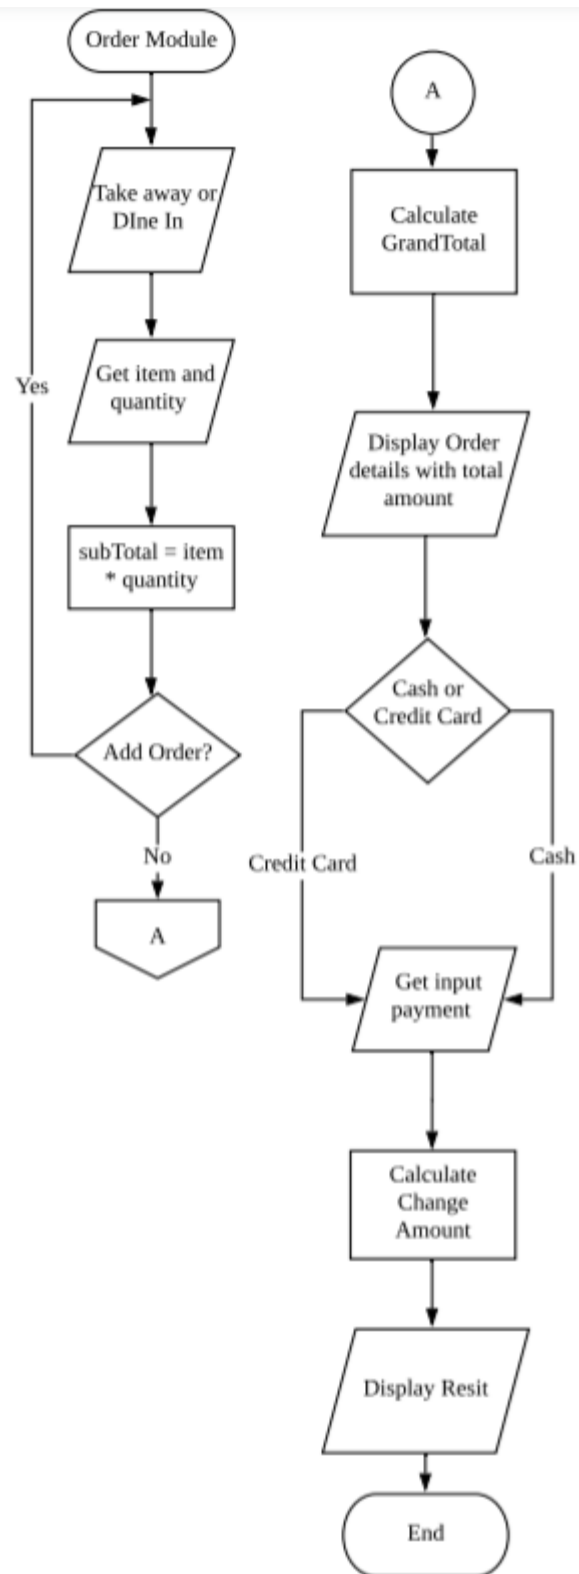 Order Module
Take away or
DIne In
Get item and
quantity
Yes
subTotal = item
* quantity
Add Order?
No
A
A
Calculate
GrandTotal
Display Order
details with total
amount
Cash or
Credit Card
Credit Card
Cash
Get input
payment
Calculate
Change
Amount
Display Resit
End